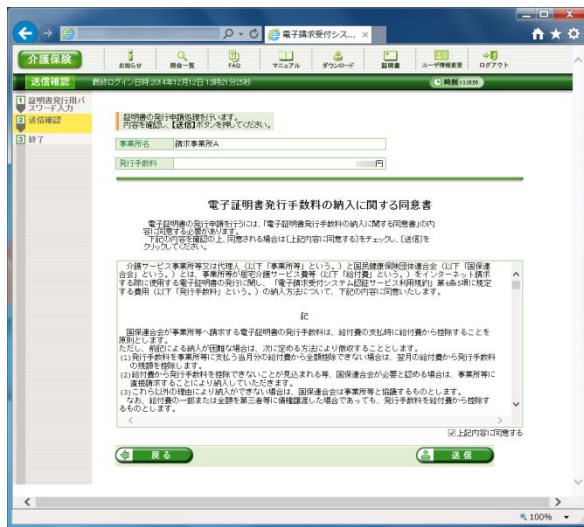 電子請求受付シス... ×
介護保険
お知らせ 照会一覧 FAQ マニュアル ダウンロード 証明書 ユーザ情報変更 ログアウト
送信確認 最終ログイン日時:2014年12月12日 13時21分25秒 時刻
1 証明書発行用パスワード入力
2 送信確認
3 終了
証明書の発行申請処理を行います。
内容を確認し、【送信】ボタンを押してください。
事業所名 請求事業所A
発行手数料 円
電子証明書発行手数料の納入に関する同意書
電子証明書の発行申請を行うには、「電子証明書発行手数料の納入に関する同意書」の内
容に同意する必要があります。
下記の内容を確認の上、同意される場合は[上記内容に同意する]をチェックし、[送信]を
クリックしてください。
介護サービス事業所等又は代理人(以下「事業所等」という。)と国民健康保険団体連合会(以下「国保連
合会」という。)とは、事業所等が居宅介護サービス費等(以下「給付費」という。)をインターネット請求
する際に使用する電子証明書の発行に関し、「電子請求受付システム認証サービス利用規約」第6条5項に規定
する費用(以下「発行手数料」という。)の納入方法について、下記の内容に同意いたします。
記
国保連合会が事業所等へ請求する電子証明書の発行手数料は、給付費の支払時に給付費から控除することを
原則とします。
ただし、前記による納入が困難な場合は、次に定める方法により徴収することとします。
(1)発行手数料を事業所等に支払う当月分の給付費から全額控除できない場合は、翌月の給付費から発行手数料
の残額を控除します。
(2)給付費から発行手数料を控除できないことが見込まれる等、国保連合会が必要と認める場合は、事業所等に
直接請求することにより納入していただきます。
(3)これら以外の理由により納入ができない場合は、国保連合会は事業所等と協議するものとします。
なお、給付費の一部または全額を第三者等に債権譲渡した場合であっても、発行手数料を給付費から控除す
るものとします。
上記内容に同意する
戻る 送信
100%